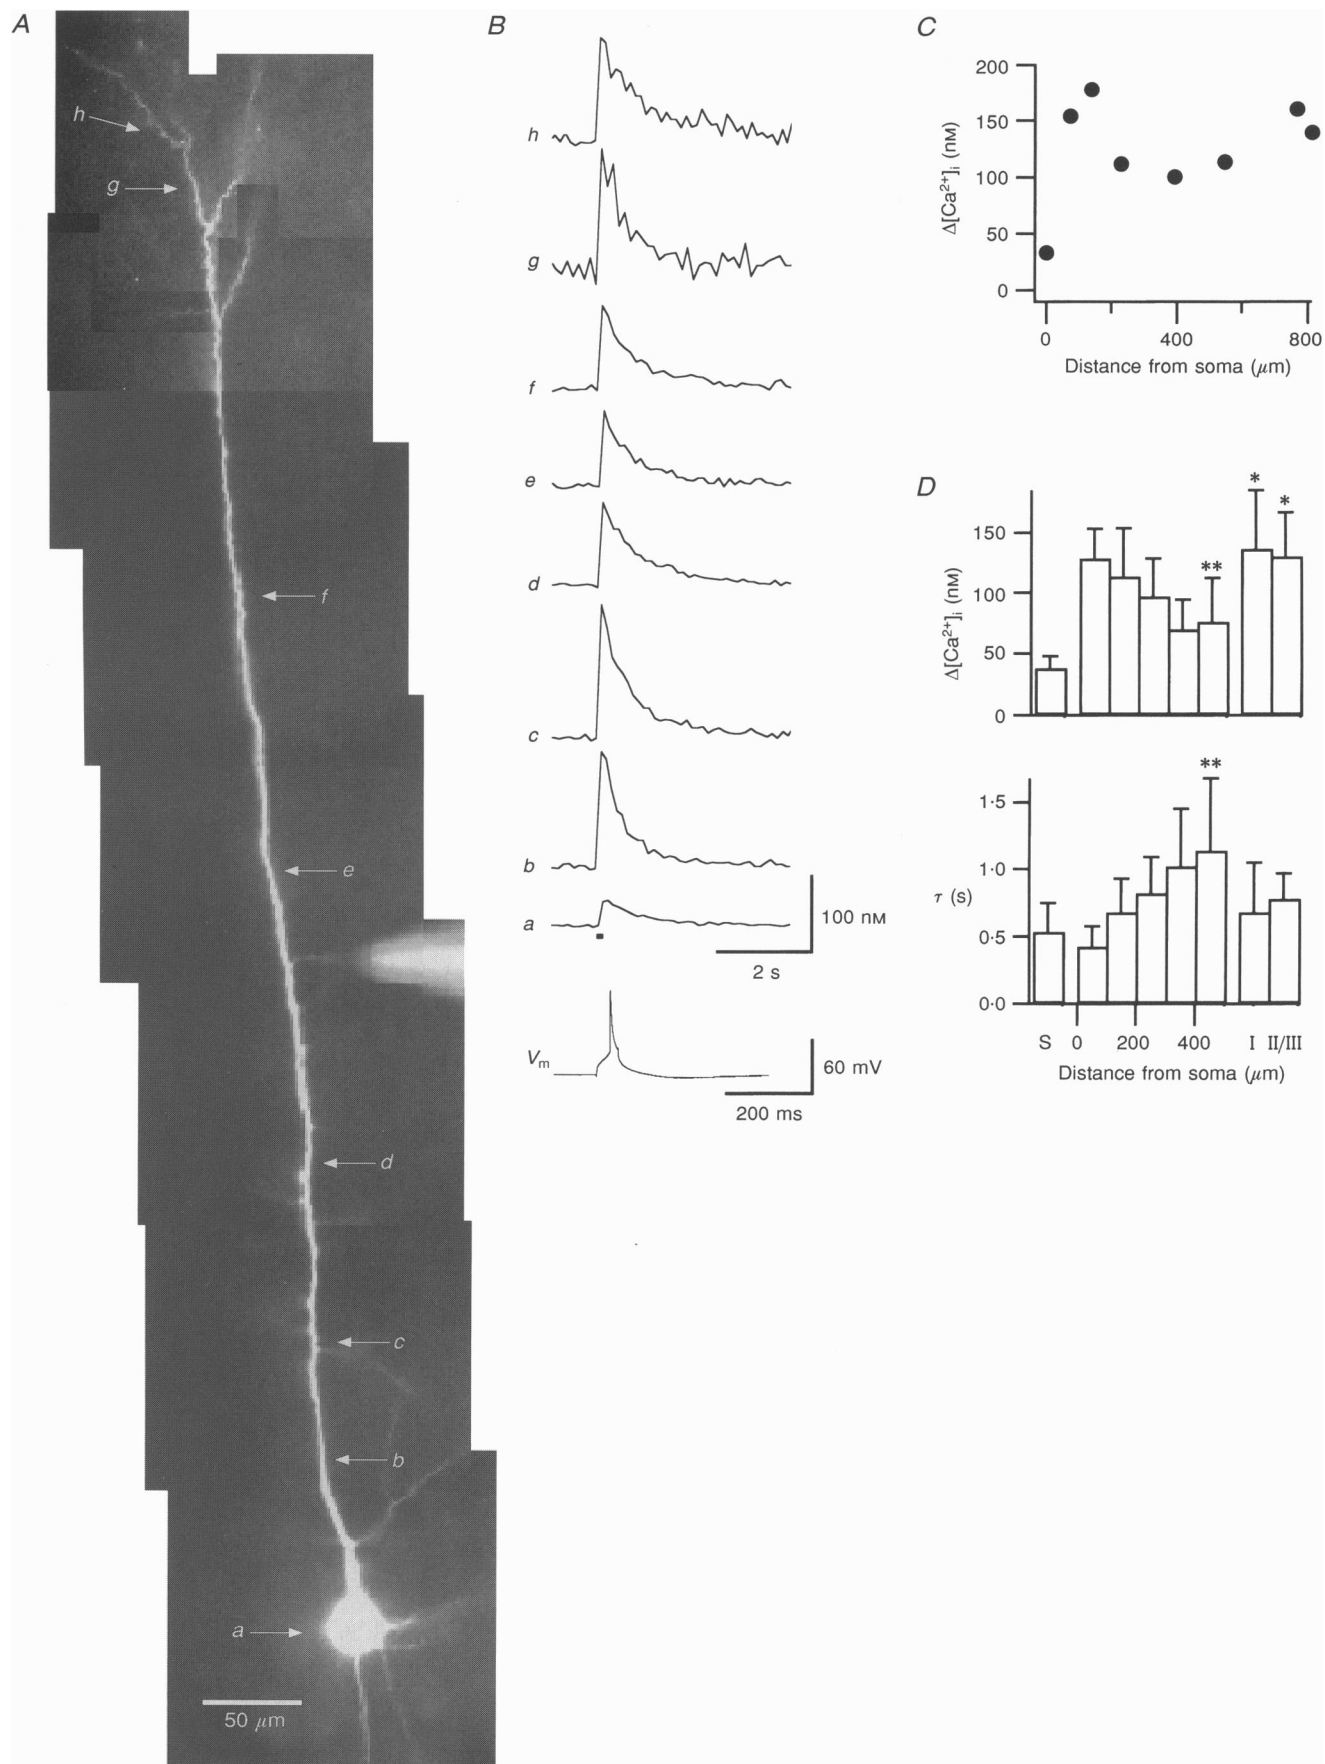 A
h
g
f
e
d
c
b
a
50 μm
B
h
g
f
e
d
c
b
a
100 nM
2 s
Vm
60 mV
200 ms
C
200
150
100
50
0
Δ[Ca²⁺]i (nM)
0 400 800
Distance from soma (μm)
D
* *
**
150
100
50
0
Δ[Ca²⁺]i (nM)
**
1·5
1·0
0·5
0·0
τ (s)
S 0 200 400 I II/III
Distance from soma (μm)